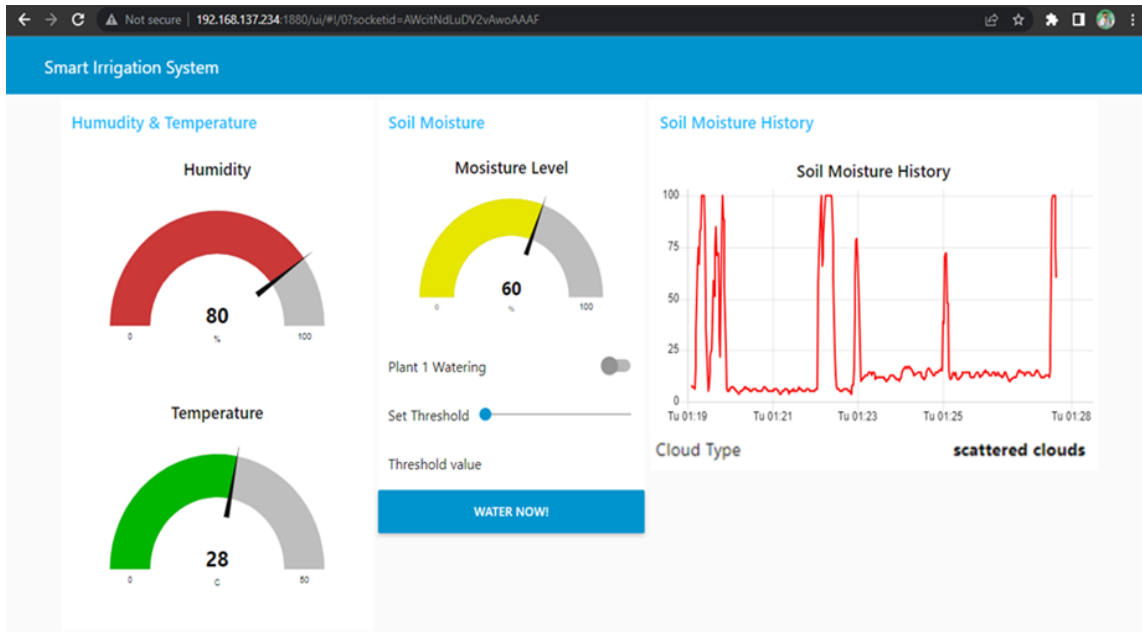 Not secure | 192.168.137.234:1880/ui/#!/0?socketid=AWcitNdLuDV2vAwoAAAF
Smart Irrigation System
Humudity & Temperature
Humidity
80
%
0
100
Temperature
28
C
0
50
Soil Moisture
Mosisture Level
60
%
0
100
Plant 1 Watering
Set Threshold
Threshold value
WATER NOW!
Soil Moisture History
Soil Moisture History
100
75
50
25
0
Tu 01:19 Tu 01:21 Tu 01:23 Tu 01:25 Tu 01:28
Cloud Type scattered clouds